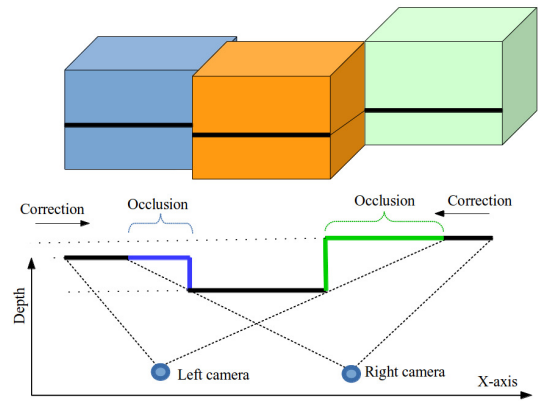 Correction
Occlusion
Occlusion
Correction
Depth
Left camera
Right camera
X-axis